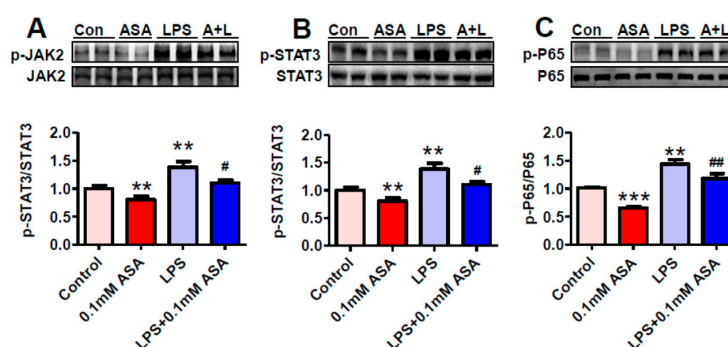 A
Con ASA LPS A+L
p-JAK2
JAK2
p-STAT3/STAT3
2.0
1.5
1.0
0.5
0.0
**
**
#
Control
0.1mM ASA
LPS
LPS+0.1mM ASA
B
Con ASA LPS A+L
p-STAT3
STAT3
p-STAT3/STAT3
2.0
1.5
1.0
0.5
0.0
**
**
#
Control
0.1mM ASA
LPS
LPS+0.1mM ASA
C
Con ASA LPS A+L
p-P65
P65
p-P65/P65
2.0
1.5
1.0
0.5
0.0
***
**
##
Control
0.1mM ASA
LPS
LPS+0.1mM ASA